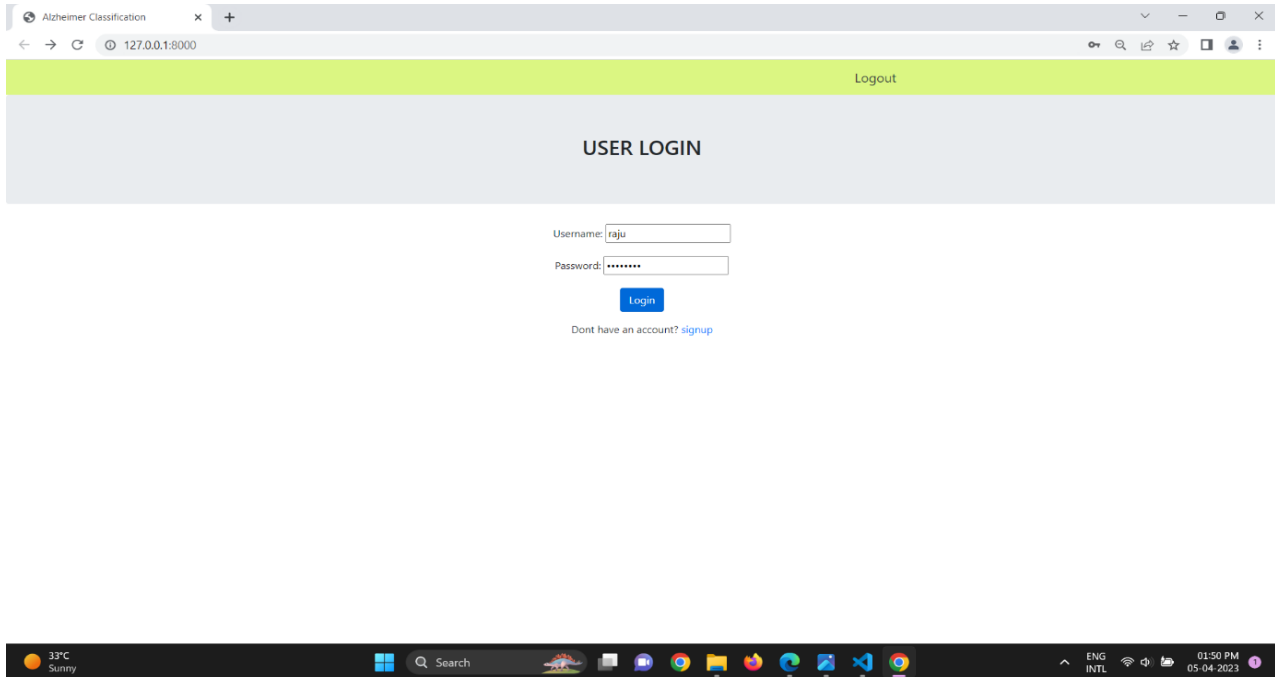 Alzheimer Classification
127.0.0.1:8000
Logout
USER LOGIN
Username: raju
Password: ••••••••
Login
Dont have an account? signup
33°C
Sunny
Search
ENG
INTL
01:50 PM
05-04-2023
1